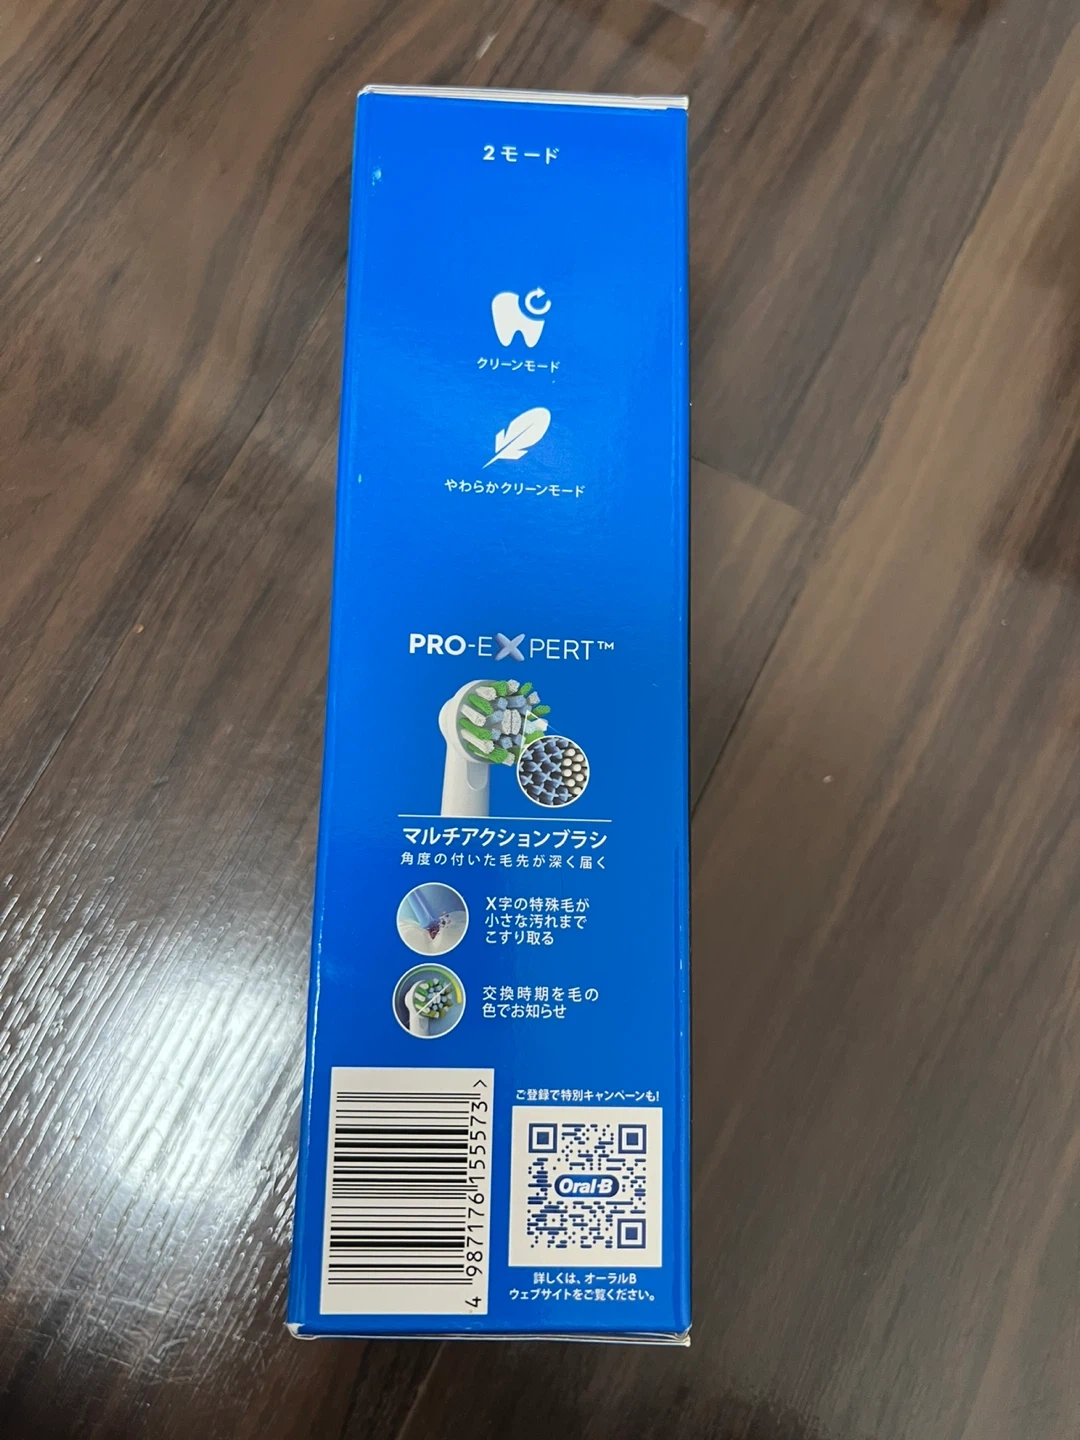 2モード
クリーンモード
やわらかクリーンモード
PRO-EXPERT™
マルチアクションブラシ
角度の付いた毛先が深く届く
X字の特殊毛が
小さな汚れまで
こすり取る
交換時期を毛の
色でお知らせ
4 987176 155573 >
ご登録で特別キャンペーンも!
Oral-B
詳しくは、オーラルB
ウェブサイトをご覧ください。